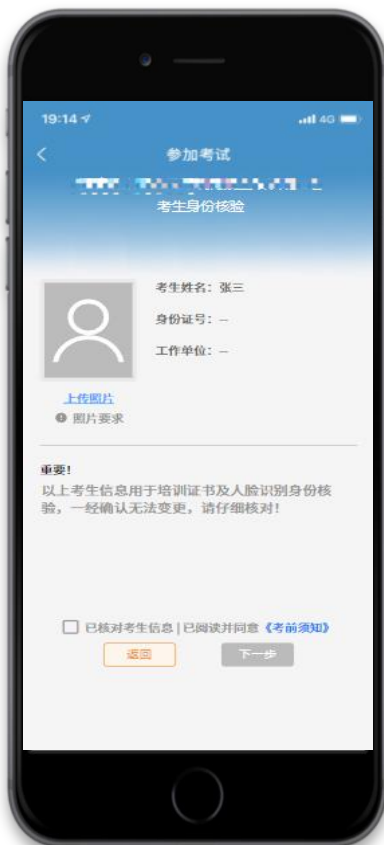 19:14
4G
参加考试
考生身份核验
考生姓名：张三
身份证号：--
工作单位：--
上传照片
照片要求
重要!
以上考生信息用于培训证书及人脸识别身份核
验，一经确认无法变更，请仔细核对!
已核对考生信息|已阅读并同意《考前须知》
返回
下一步